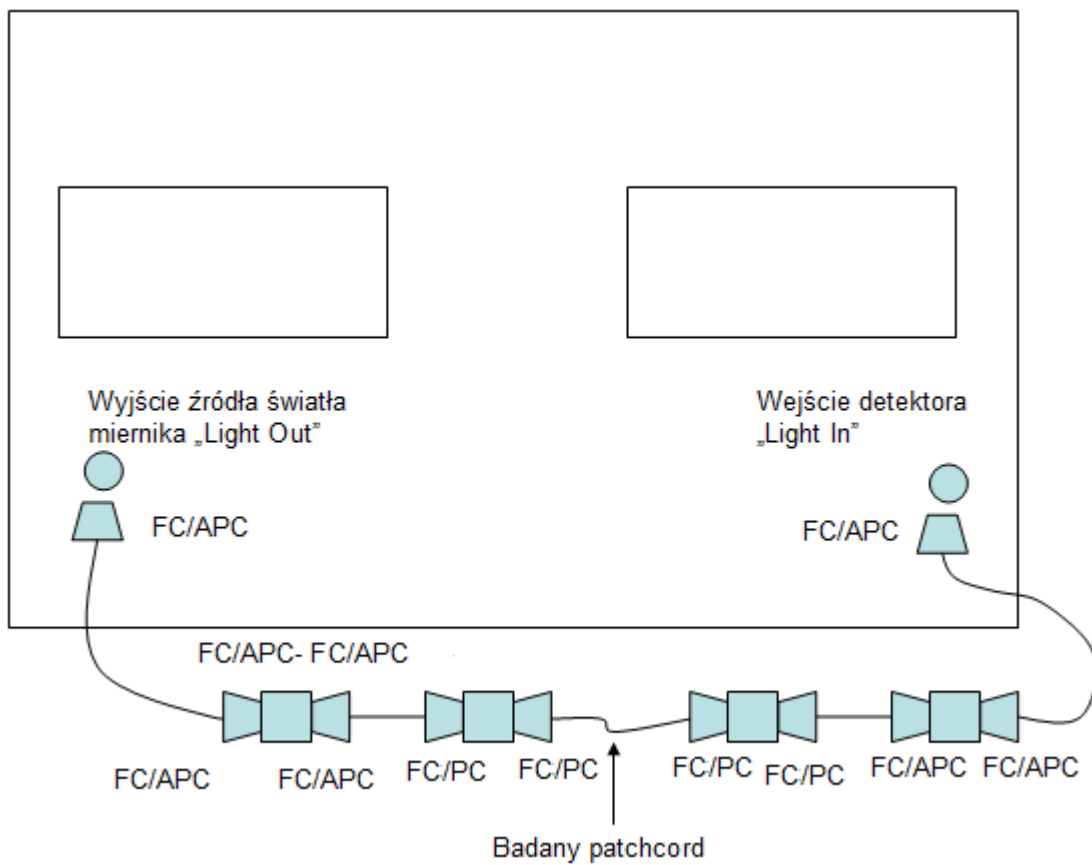 Wyjście źródła światła
miernika „Light Out”
Wejście detektora
„Light In”
FC/APC
FC/APC
FC/APC- FC/APC
FC/APC
FC/APC
FC/PC
FC/PC
FC/PC
FC/PC
FC/APC
FC/APC
Badany patchcord